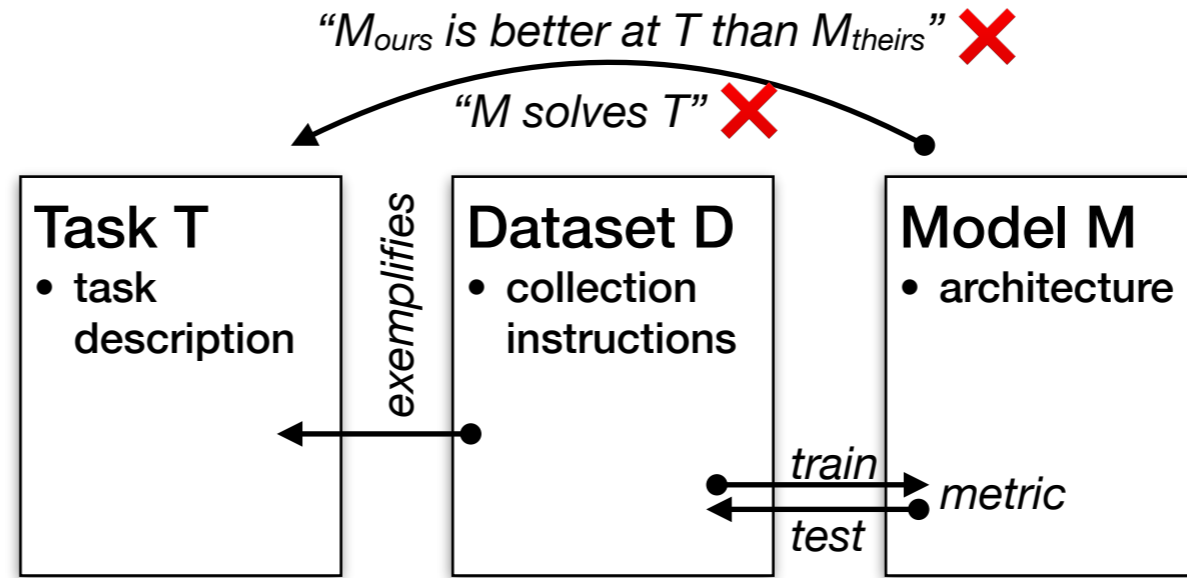 “Mours is better at T than Mtheirs”
“M solves T”
Task T
• task
description
exemplifies
Dataset D
• collection
instructions
Model M
• architecture
train
metric
test